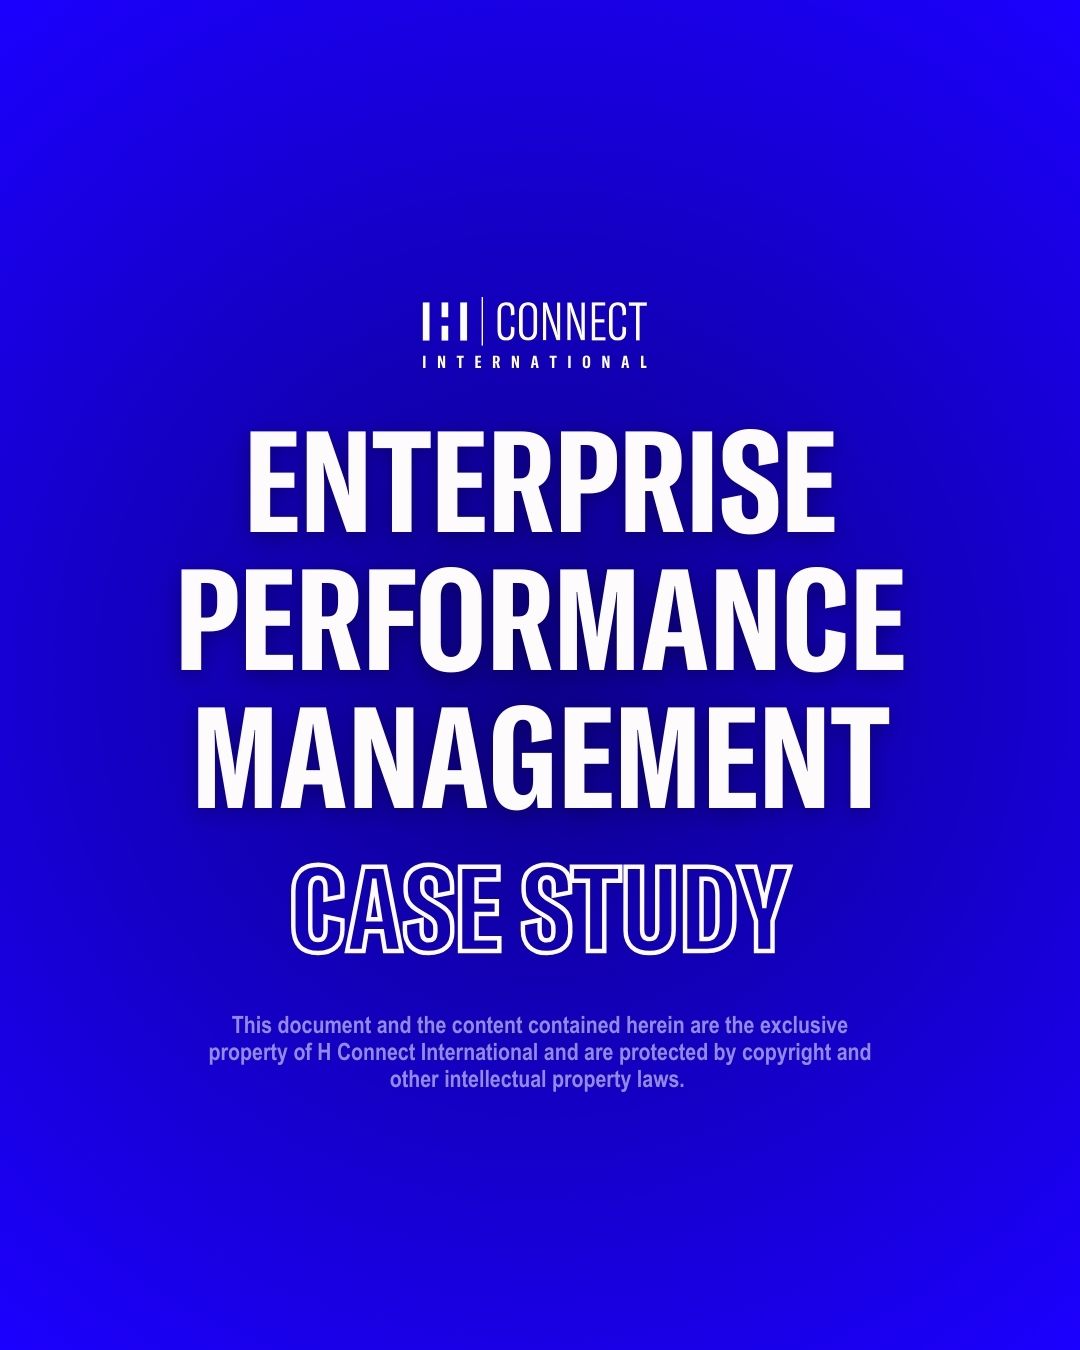 H CONNECT
INTERNATIONAL
ENTERPRISE
PERFORMANCE
MANAGEMENT
CASE STUDY
This document and the content contained herein are the exclusive
property of H Connect International and are protected by copyright and
other intellectual property laws.